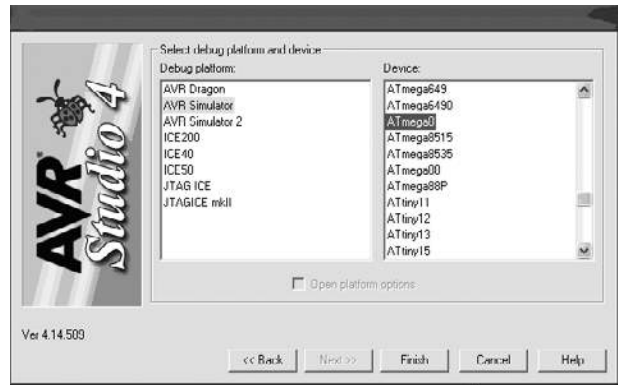 Select debug platform and device
Debug platform:
Device:
AVR Dragon
AVR Simulator
AVR Simulator 2
ICE200
ICE40
ICE50
JTAG ICE
JTAGICE mkII
ATmega649
ATmega6490
ATmega8
ATmega8515
ATmega8535
ATmega88P
ATtiny11
ATtiny12
ATtiny13
ATtiny15
Open platform options
AVR
Studio 4
Ver 4.14.509
<< Back
Next >>
Finish
Cancel
Help